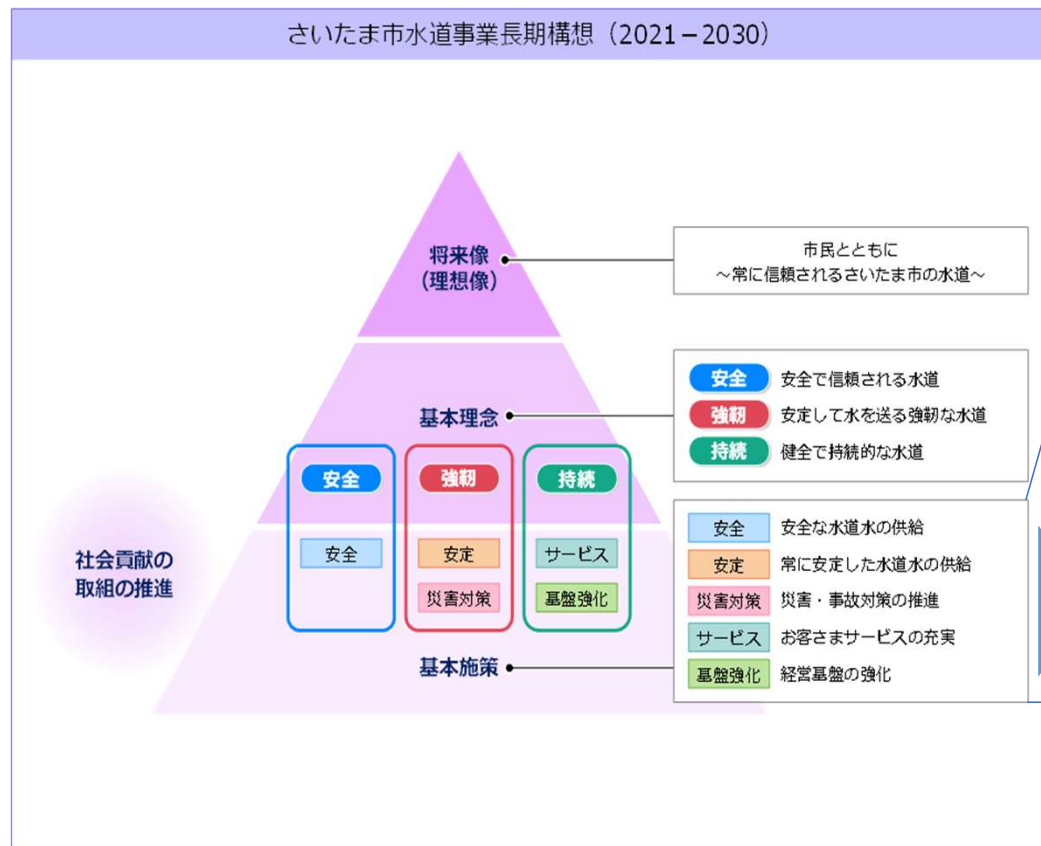 さいたま市水道事業長期構想（2021－2030）
将来像
（理想像）
市民とともに
～常に信頼されるさいたま市の水道～
基本理念
安全 安全で信頼される水道
強靭 安定して水を送る強靭な水道
持続 健全で持続的な水道
安全
強靭
持続
社会貢献の
取組の推進
安全
安定
サービス
災害対策
基盤強化
基本施策
安全 安全な水道水の供給
安定 常に安定した水道水の供給
災害対策 災害・事故対策の推進
サービス お客さまサービスの充実
基盤強化 経営基盤の強化